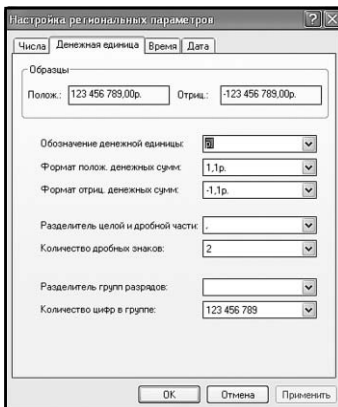 Настройка региональных параметров
Числа Денежная единица Время Дата
Образцы
Полож.: 123 456 789,00р. Отриц.: -123 456 789,00р.
Обозначение денежной единицы: р.
Формат полож. денежных сумм: 1,1р.
Формат отриц. денежных сумм: -1,1р.
Разделитель целой и дробной части: ,
Количество дробных знаков: 2
Разделитель групп разрядов:
Количество цифр в группе: 123 456 789
ОК Отмена Применить